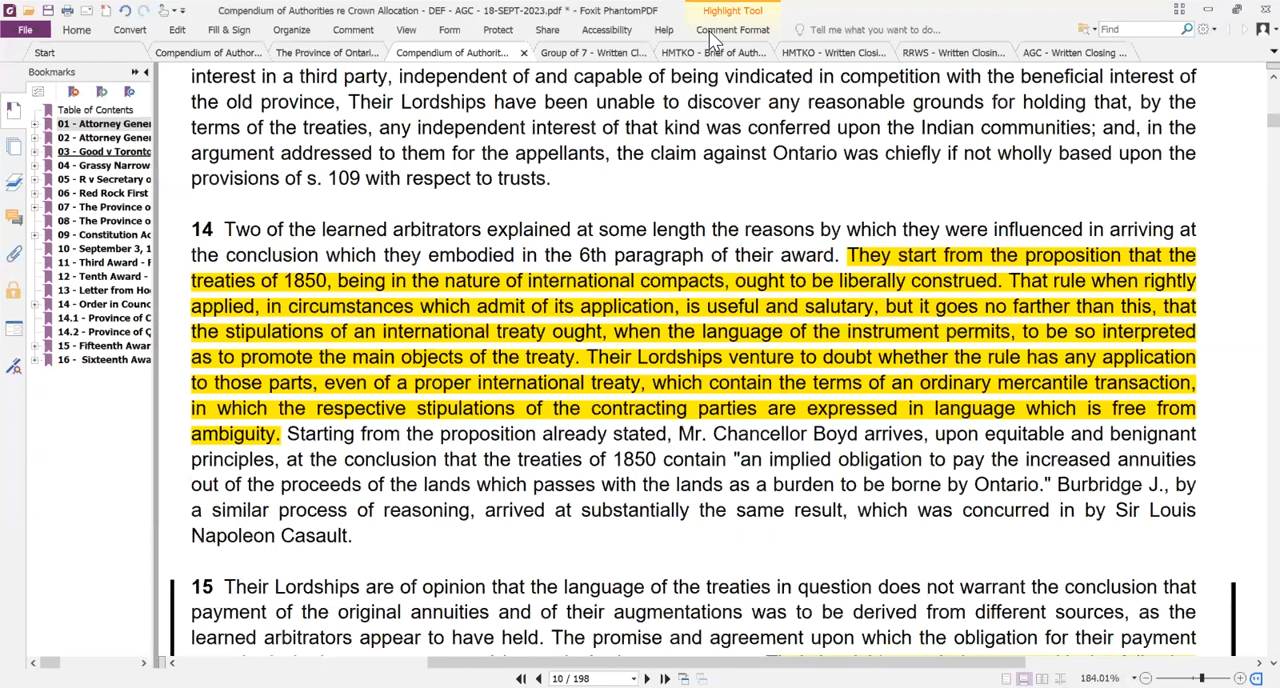 Compendium of Authorities re Crown Allocation - DEF - AGC - 18-SEPT-2023.pdf * - Foxit PhantomPDF
Highlight Tool
File Home Convert Edit Fill & Sign Organize Comment View Form Protect Share Accessibility Help Comment Format Tell me what you want to do... Find
Start Compendium of Author... The Province of Ontari... Compendium of Authorit... Group of 7 - Written Cl... HMTKO - Brief of Auth... HMTKO - Written Closi... RRWS - Written Closin... AGC - Written Closing ...
Bookmarks
Table of Contents
01 - Attorney Gener
02 - Attorney Gener
03 - Good v Toronto
04 - Grassy Narrow
05 - R v Secretary o
06 - Red Rock First
07 - The Province o
08 - The Province o
09 - Constitution Ac
10 - September 3, 1
11 - Third Award - F
12 - Tenth Award -
13 - Letter from Ho
14 - Order in Counc
14.1 - Province of C
14.2 - Province of Q
15 - Fifteenth Awar
16 - Sixteenth Awa
interest in a third party, independent of and capable of being vindicated in competition with the beneficial interest of
the old province, Their Lordships have been unable to discover any reasonable grounds for holding that, by the
terms of the treaties, any independent interest of that kind was conferred upon the Indian communities; and, in the
argument addressed to them for the appellants, the claim against Ontario was chiefly if not wholly based upon the
provisions of s. 109 with respect to trusts.
14 Two of the learned arbitrators explained at some length the reasons by which they were influenced in arriving at
the conclusion which they embodied in the 6th paragraph of their award. They start from the proposition that the
treaties of 1850, being in the nature of international compacts, ought to be liberally construed. That rule when rightly
applied, in circumstances which admit of its application, is useful and salutary, but it goes no farther than this, that
the stipulations of an international treaty ought, when the language of the instrument permits, to be so interpreted
as to promote the main objects of the treaty. Their Lordships venture to doubt whether the rule has any application
to those parts, even of a proper international treaty, which contain the terms of an ordinary mercantile transaction,
in which the respective stipulations of the contracting parties are expressed in language which is free from
ambiguity. Starting from the proposition already stated, Mr. Chancellor Boyd arrives, upon equitable and benignant
principles, at the conclusion that the treaties of 1850 contain "an implied obligation to pay the increased annuities
out of the proceeds of the lands which passes with the lands as a burden to be borne by Ontario." Burbridge J., by
a similar process of reasoning, arrived at substantially the same result, which was concurred in by Sir Louis
Napoleon Casault.
15 Their Lordships are of opinion that the language of the treaties in question does not warrant the conclusion that
payment of the original annuities and of their augmentations was to be derived from different sources, as the
learned arbitrators appear to have held. The promise and agreement upon which the obligation for their payment
10 / 198
184.01%